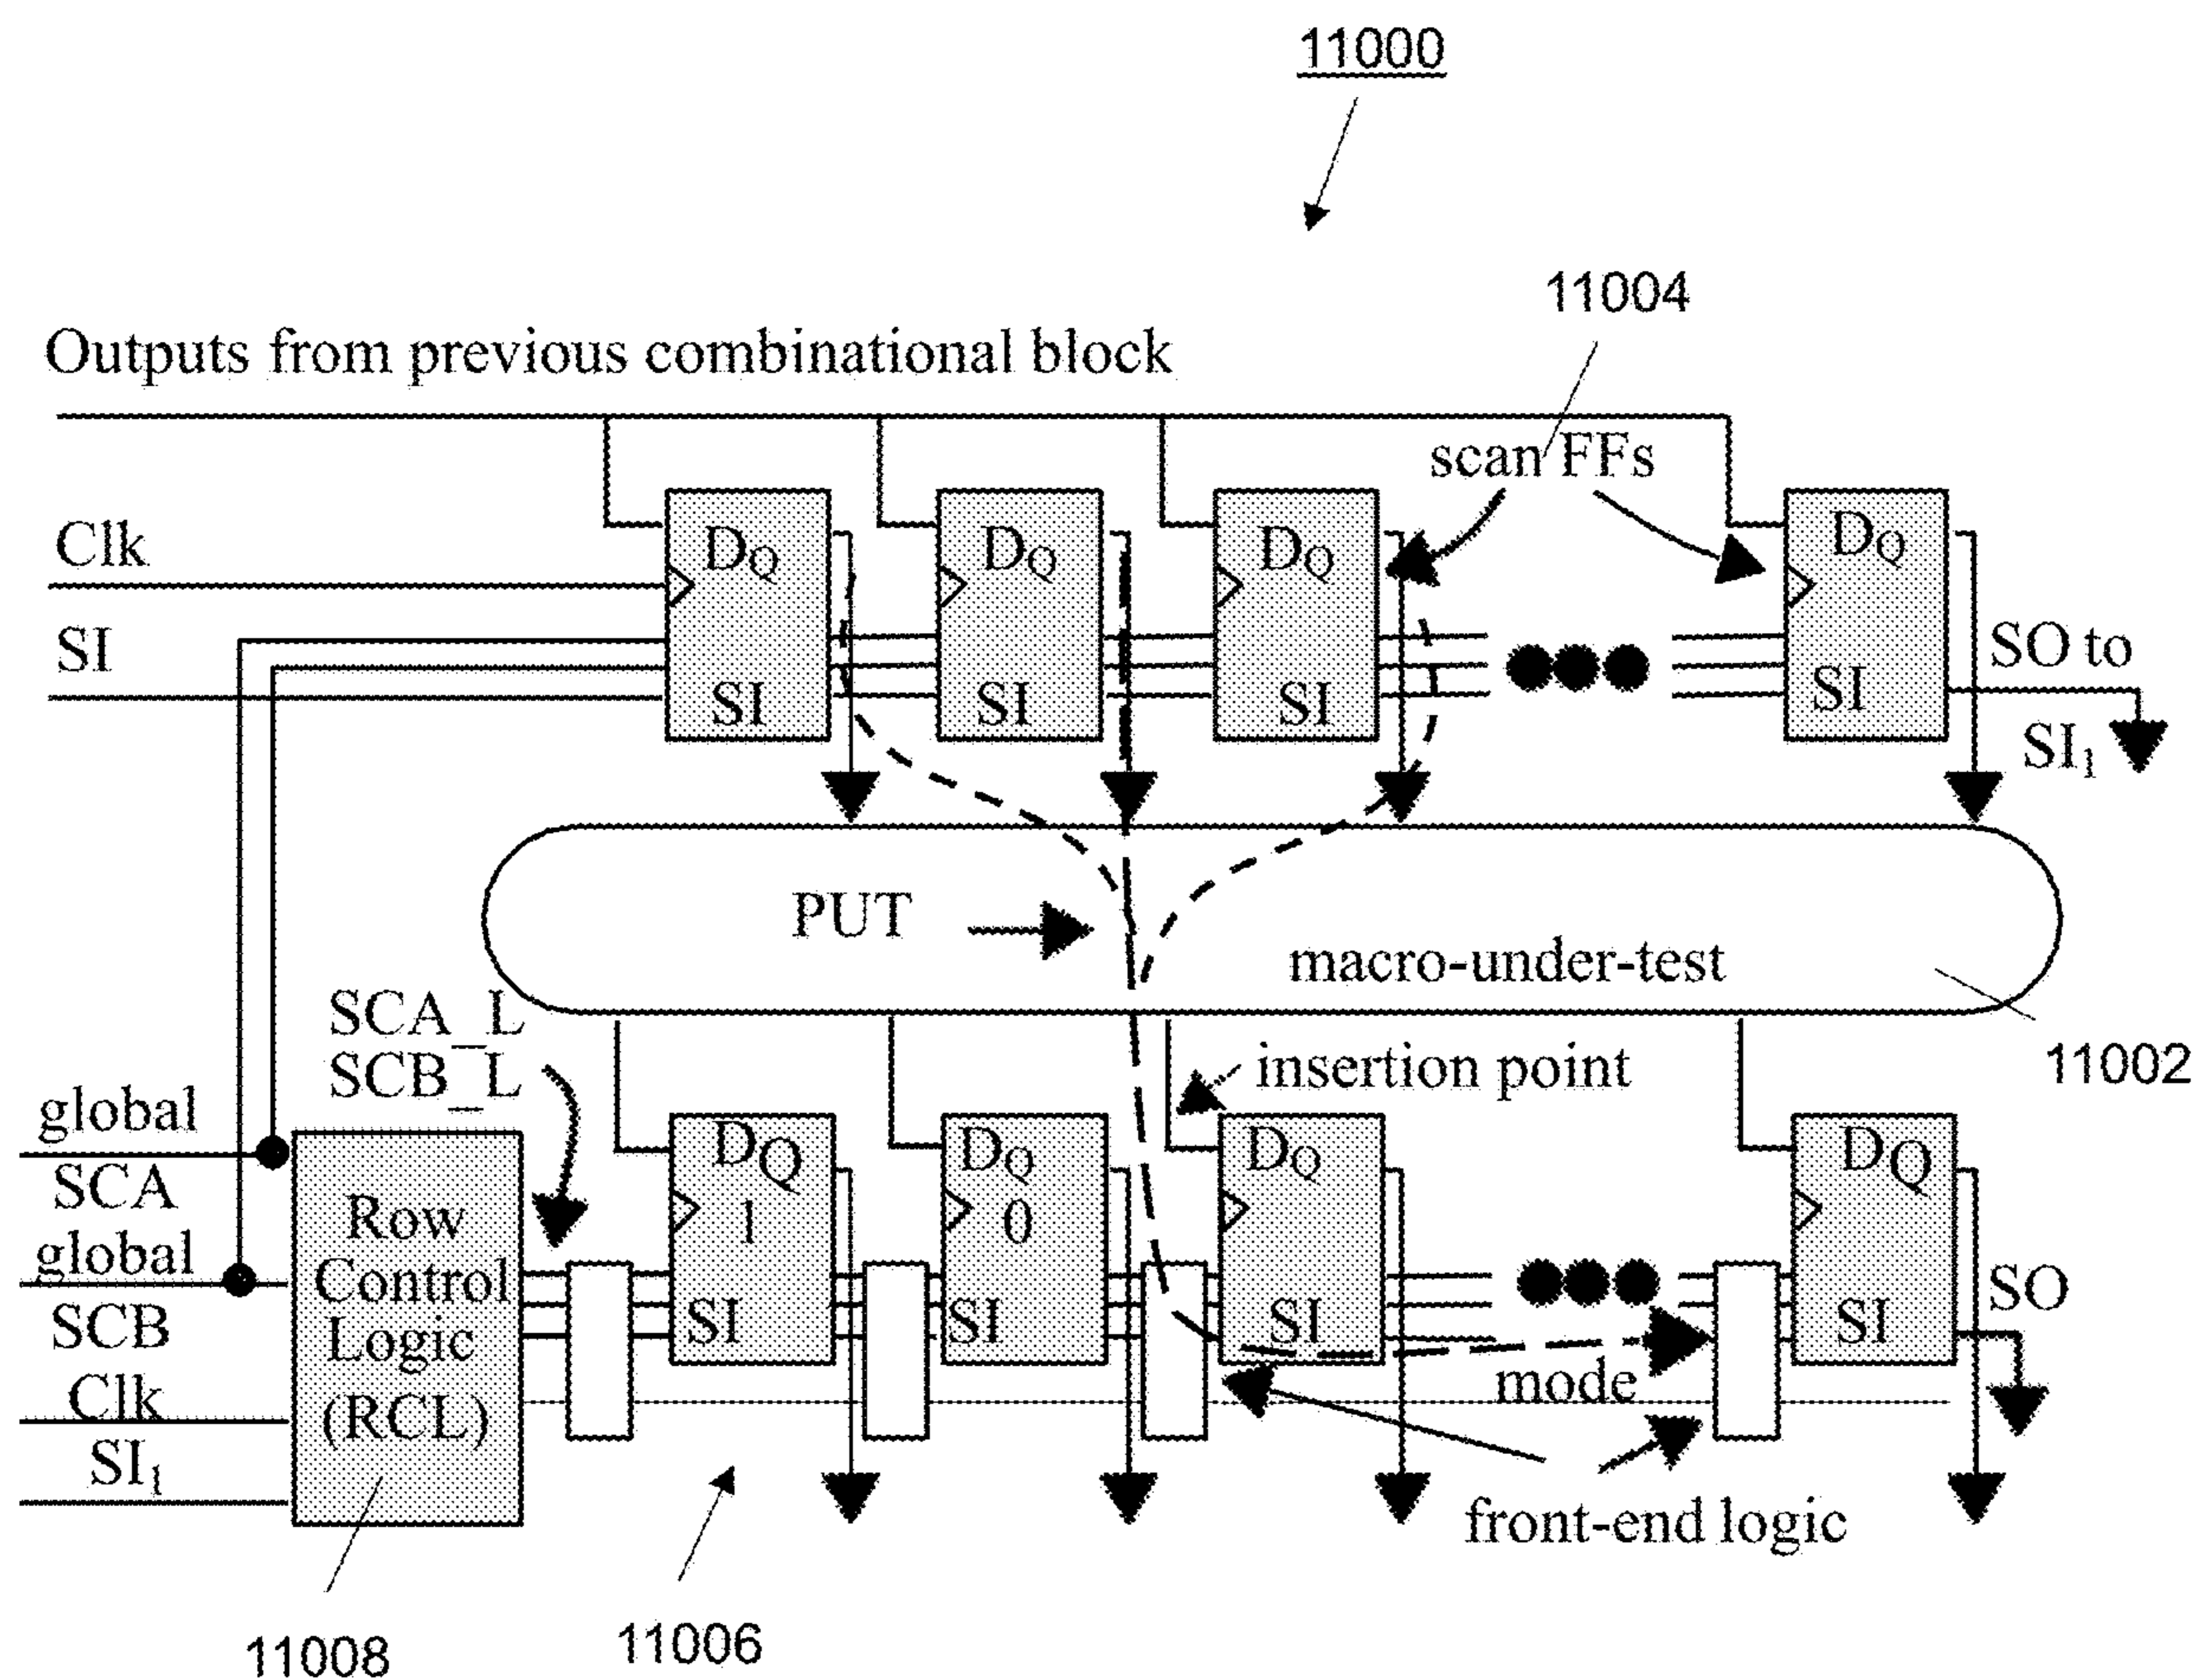 11000
11004
Outputs from previous combinational block
scan FFs
Clk
SI
DQ
SI
DQ
SI
DQ
SI
DQ
SI
SO to
SI1
PUT
macro-under-test
11002
SCA_L
SCB_L
insertion point
global
SCA
global
SCB
Clk
SI1
Row
Control
Logic
(RCL)
DQ
1
SI
DQ
0
SI
DQ
SI
DQ
SI
SO
mode
front-end logic
11008
11006